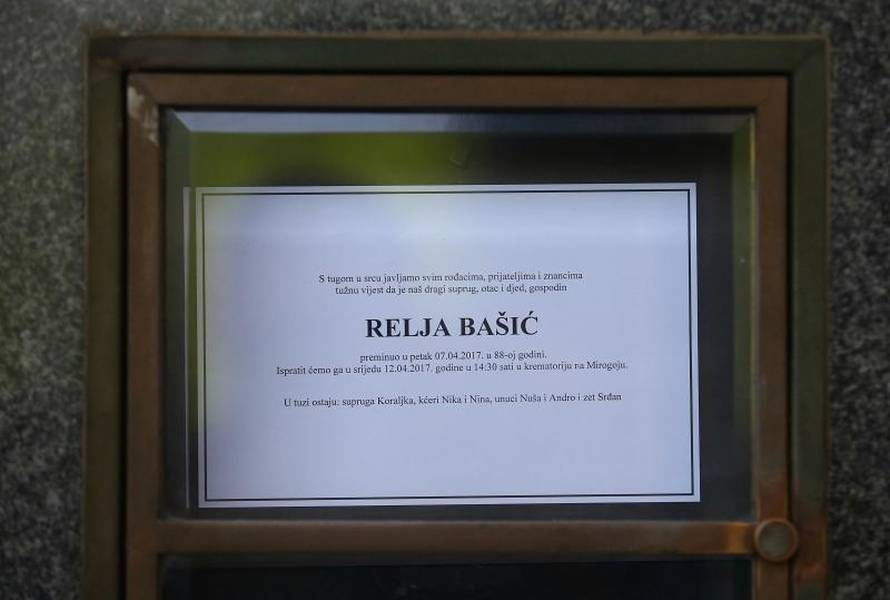 S tugom u srcu javljamo svim rođacima, prijateljima i znancima
tužnu vijest da je naš dragi suprug, otac i djed, gospodin
RELJA BAŠIĆ
preminuo u petak 07.04.2017. u 88-oj godini.
Ispratit ćemo ga u srijedu 12.04.2017. godine u 14:30 sati u krematoriju na Mirogoju.
U tuzi ostaju: supruga Koraljka, kćeri Nika i Nina, unuci Nuša i Andro i zet Srđan